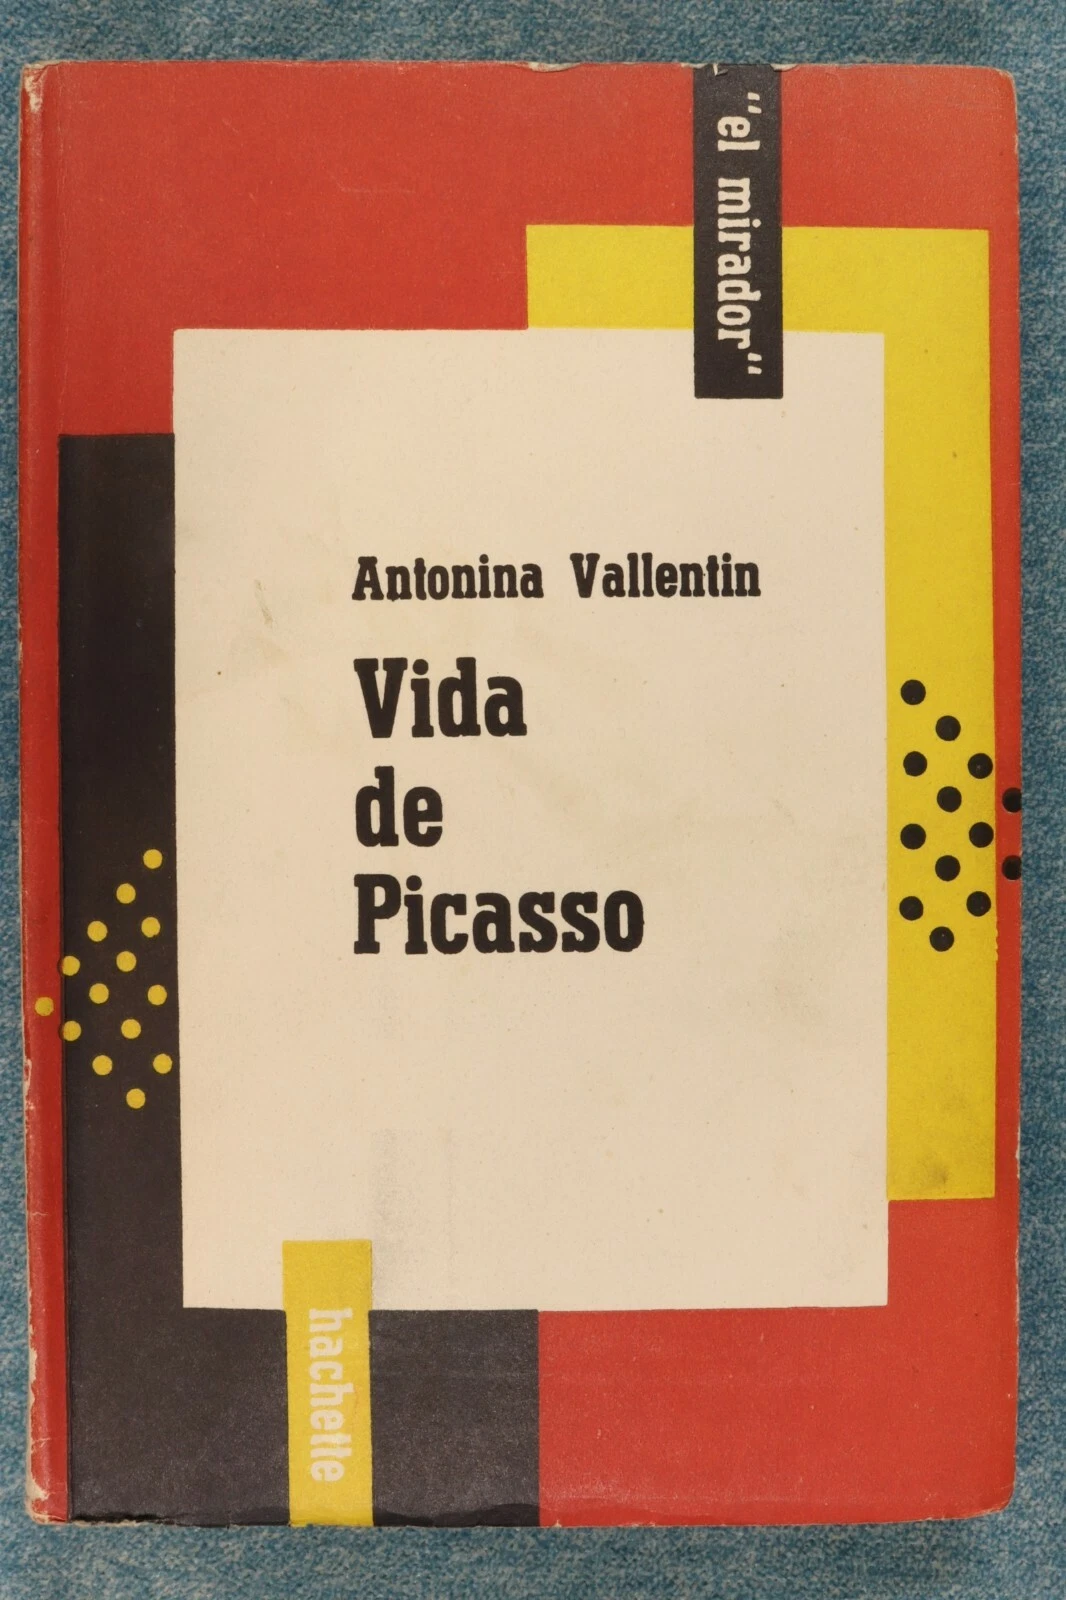 "el mirador"
Antonina Vallentin
Vida
de
Picasso
hachette